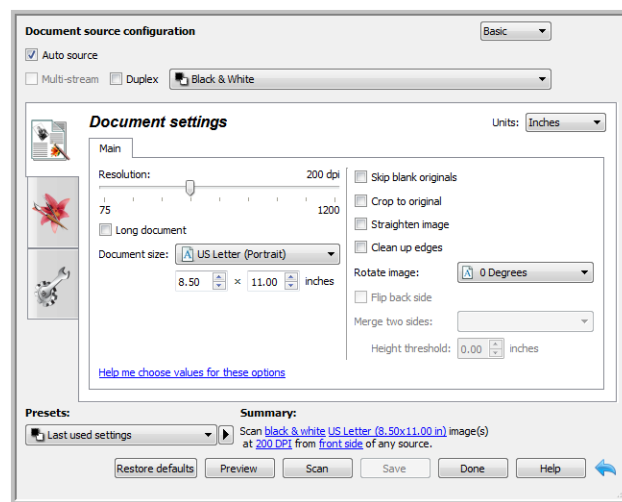 Document source configuration
Basic
Auto source
Multi-stream
Duplex
Black & White
Document settings
Units: Inches
Main
Resolution: 200 dpi
75 1200
Long document
Document size: US Letter (Portrait)
8.50 × 11.00 inches
Skip blank originals
Crop to original
Straighten image
Clean up edges
Rotate image: 0 Degrees
Flip back side
Merge two sides:
Height threshold: 0.00 inches
Help me choose values for these options
Presets:
Last used settings
Summary:
Scan black & white US Letter (8.50x11.00 in) image(s)
at 200 DPI from front side of any source.
Restore defaults Preview Scan Save Done Help